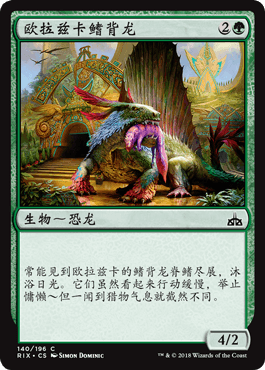 欧拉兹卡鳍背龙 2
生物～恐龙
常能见到欧拉兹卡的鳍背龙脊鳍尽展，沐
浴日光。它们虽然看起来行动缓慢，举止
慵懒～但一闻到猎物气息就截然不同。
4/2
140/196 C
RIX • CS SIMON DOMINIC
™ & © 2018 Wizards of the Coast